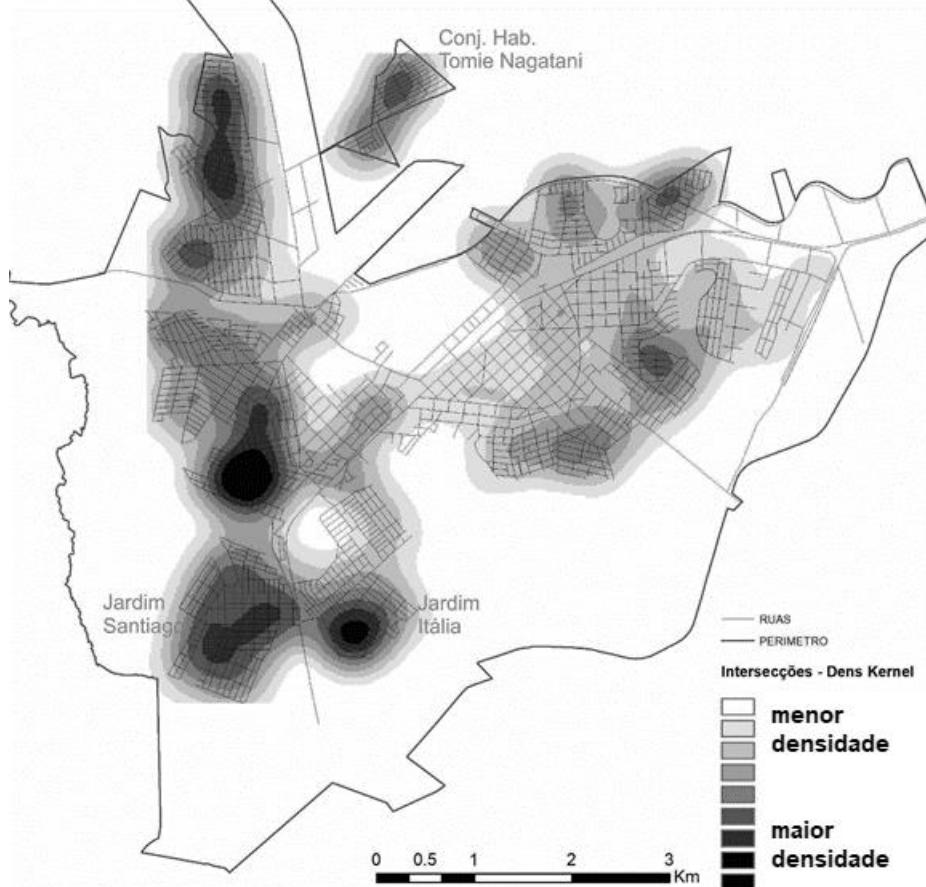 Conj. Hab.
Tomie Nagatani
Jardim
Santiago
Jardim
Itália
RUAS
PERIMETRO
Intersecções - Dens Kernel
menor
densidade
maior
densidade
0 0.5 1 2 3
Km